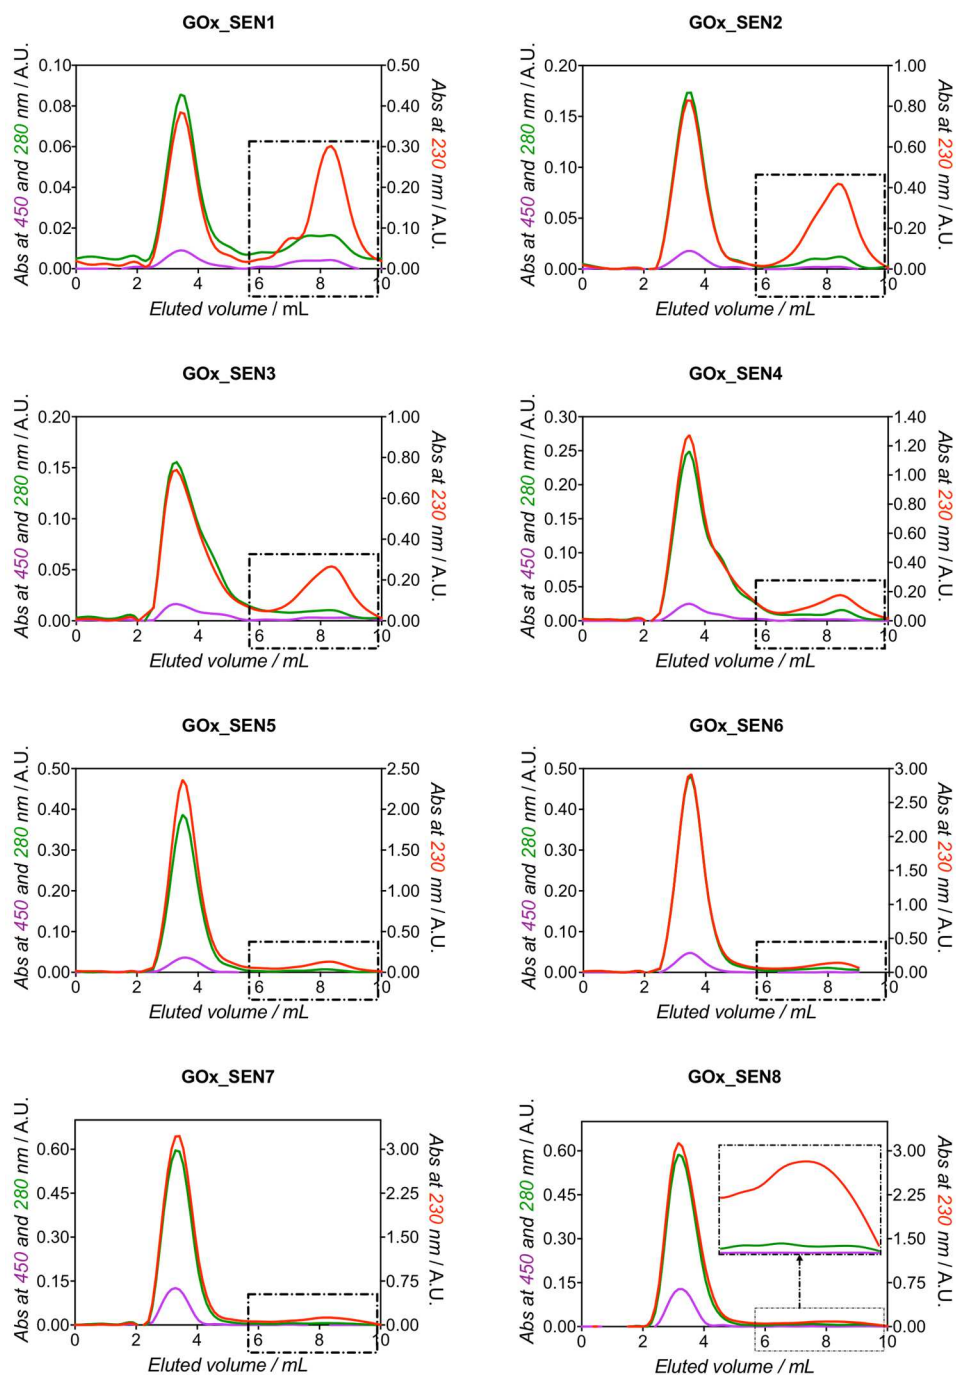 GOx_SEN1
Abs at 450 and 280 nm / A.U.
0.10
0.08
0.06
0.04
0.02
0.00
0.50
0.40
0.30
0.20
0.10
0.00
Abs at 230 nm / A.U.
0 2 4 6 8 10
Eluted volume / mL
GOx_SEN2
Abs at 450 and 280 nm / A.U.
0.20
0.15
0.10
0.05
0.00
1.00
0.80
0.60
0.40
0.20
0.00
Abs at 230 nm / A.U.
0 2 4 6 8 10
Eluted volume / mL
GOx_SEN3
Abs at 450 and 280 nm / A.U.
0.20
0.15
0.10
0.05
0.00
1.00
0.80
0.60
0.40
0.20
0.00
Abs at 230 nm / A.U.
0 2 4 6 8 10
Eluted volume / mL
GOx_SEN4
Abs at 450 and 280 nm / A.U.
0.30
0.25
0.20
0.15
0.10
0.05
0.00
1.40
1.20
1.00
0.80
0.60
0.40
0.20
0.00
Abs at 230 nm / A.U.
0 2 4 6 8 10
Eluted volume / mL
GOx_SEN5
Abs at 450 and 280 nm / A.U.
0.50
0.40
0.30
0.20
0.10
0.00
2.50
2.00
1.50
1.00
0.50
0.00
Abs at 230 nm / A.U.
0 2 4 6 8 10
Eluted volume / mL
GOx_SEN6
Abs at 450 and 280 nm / A.U.
0.50
0.40
0.30
0.20
0.10
0.00
3.00
2.50
2.00
1.50
1.00
0.50
0.00
Abs at 230 nm / A.U.
0 2 4 6 8 10
Eluted volume / mL
GOx_SEN7
Abs at 450 and 280 nm / A.U.
0.60
0.45
0.30
0.15
0.00
3.00
2.25
1.50
0.75
0.00
Abs at 230 nm / A.U.
0 2 4 6 8 10
Eluted volume / mL
GOx_SEN8
Abs at 450 and 280 nm / A.U.
0.60
0.45
0.30
0.15
0.00
3.00
2.25
1.50
0.75
0.00
Abs at 230 nm / A.U.
0 2 4 6 8 10
Eluted volume / mL